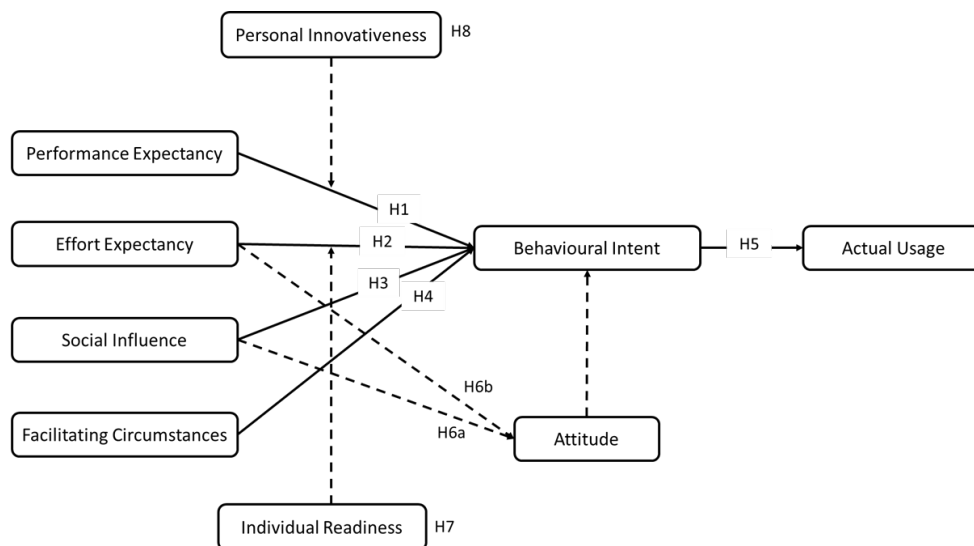 Personal Innovativeness
H8
Performance Expectancy
H1
Effort Expectancy
H2
Behavioural Intent
H5
Actual Usage
H3
H4
Social Influence
H6b
H6a
Facilitating Circumstances
Attitude
Individual Readiness
H7